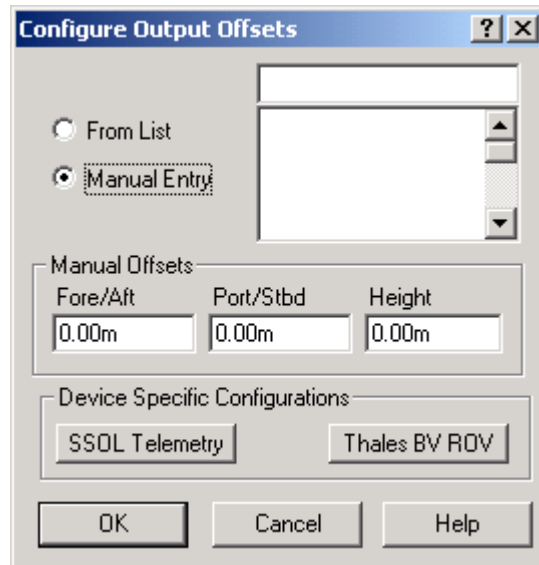 Configure Output Offsets
From List
Manual Entry
Manual Offsets
Fore/Aft Port/Stbd Height
0.00m 0.00m 0.00m
Device Specific Configurations
SSOL Telemetry Thales BV ROV
OK Cancel Help